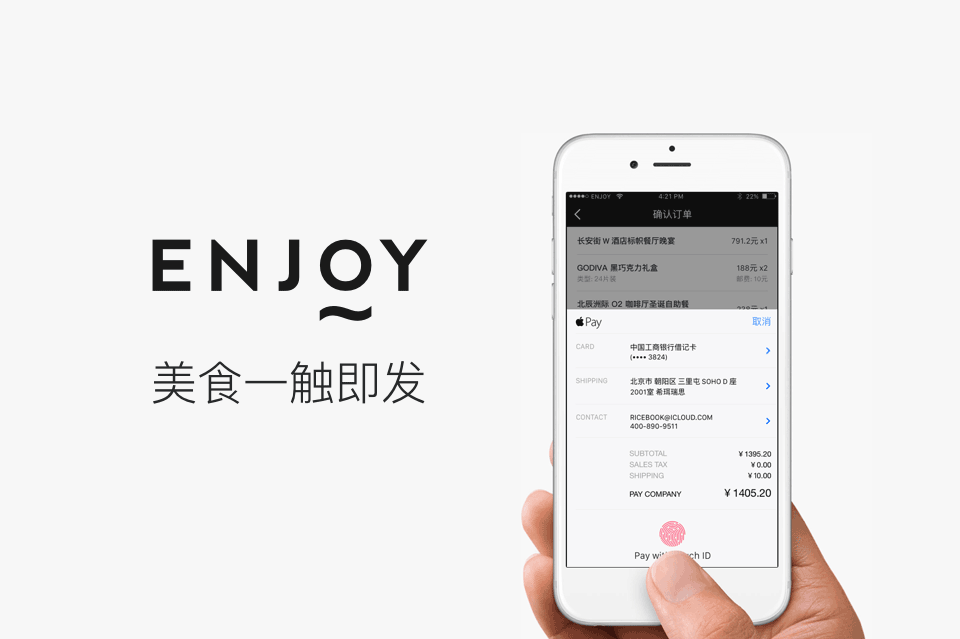 ENJOY
美食一触即发
ENJOY 4:21 PM 22%
确认订单
长安街 W 酒店标帜餐厅晚宴 791.2元 x1
GODIVA 黑巧克力礼盒 188元 x2
类型: 24片装 邮费: 10元
北辰洲际 O2 咖啡厅圣诞自助餐 x1
Pay 取消
CARD 中国工商银行借记卡
(•••• 3824)
SHIPPING 北京市 朝阳区 三里屯 SOHO D 座
2001室 希珥瑞思
CONTACT RICEBOOK@ICLOUD.COM
400-890-9511
SUBTOTAL ¥ 1395.20
SALES TAX ¥ 0.00
SHIPPING ¥ 10.00
PAY COMPANY ¥ 1405.20
Pay with ch ID